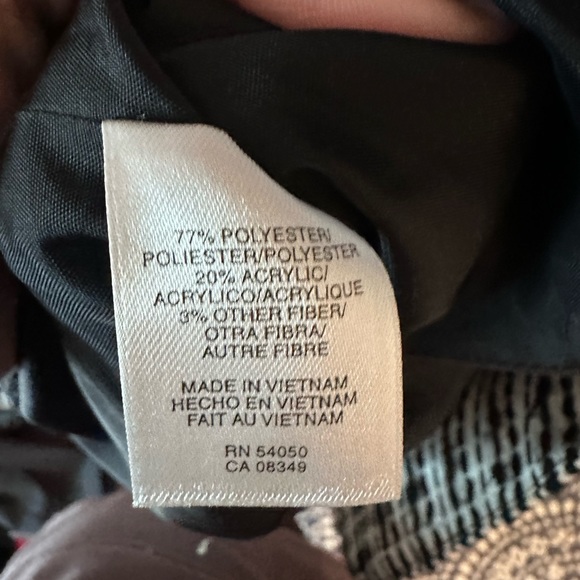 77% POLYESTER/
POLIESTER/POLYESTER
20% ACRYLIC/
ACRYLICO/ACRYLIQUE
3% OTHER FIBER/
OTRA FIBRA/
AUTRE FIBRE
MADE IN VIETNAM
HECHO EN VIETNAM
FAIT AU VIETNAM
RN 54050
CA 08349